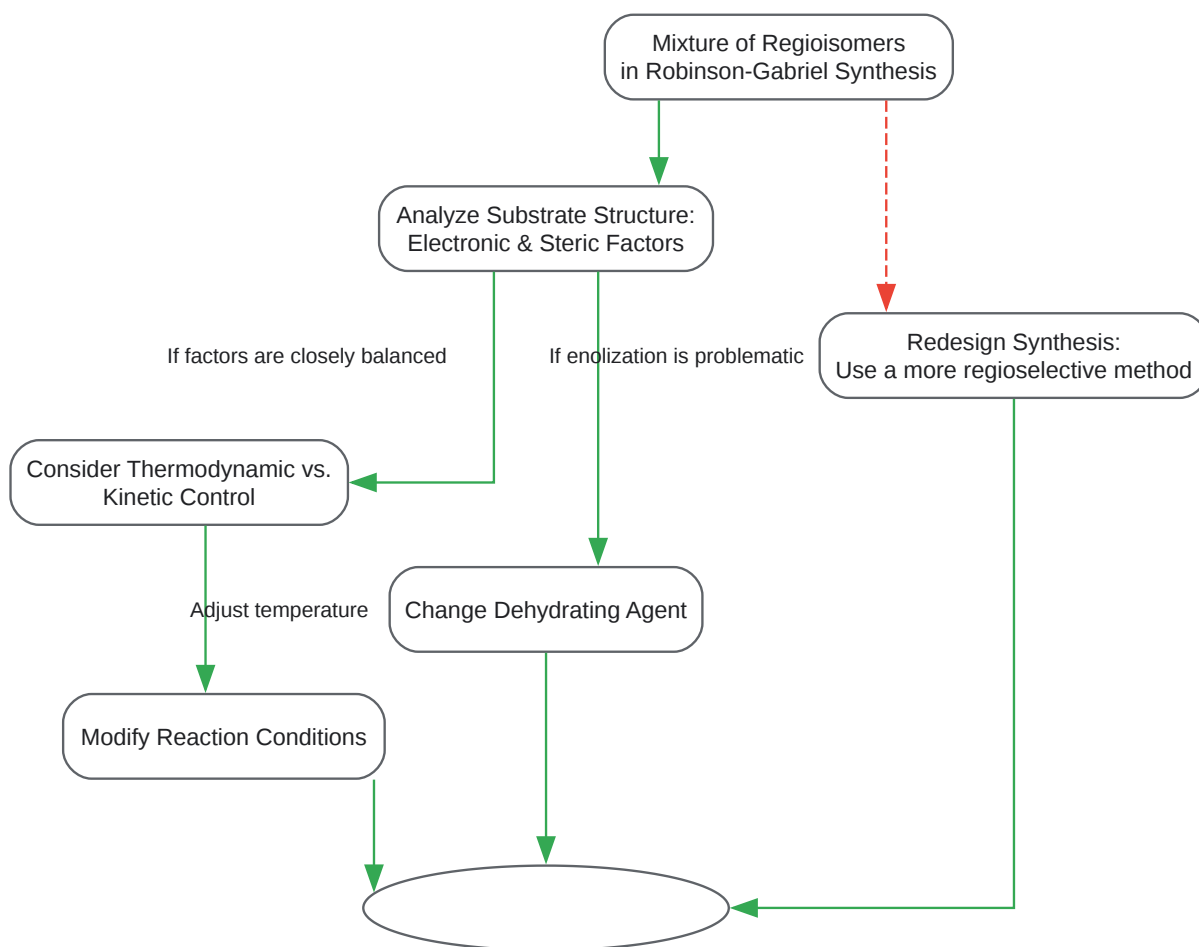 Mixture of Regioisomers
in Robinson-Gabriel Synthesis
Analyze Substrate Structure:
Electronic & Steric Factors
If factors are closely balanced
If enolization is problematic
Redesign Synthesis:
Use a more regioselective method
Consider Thermodynamic vs.
Kinetic Control
Adjust temperature
Change Dehydrating Agent
Modify Reaction Conditions